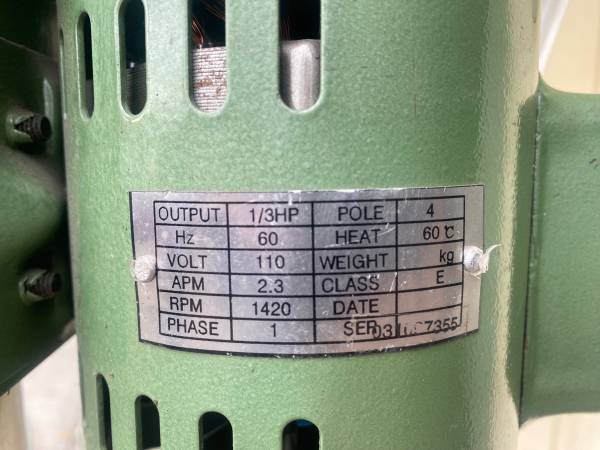 OUTPUT 1/3HP POLE 4
Hz 60 HEAT 60℃
VOLT 110 WEIGHT kg
APM 2.3 CLASS E
RPM 1420 DATE
PHASE 1 SER